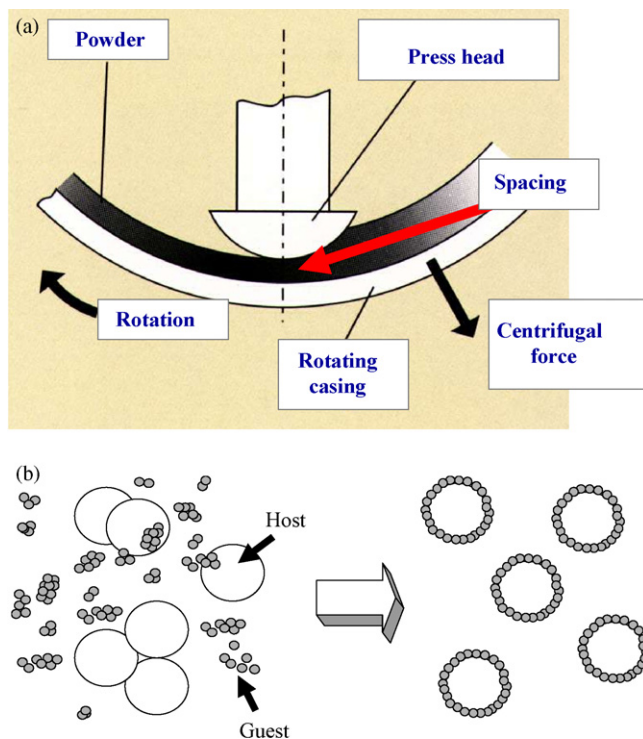 (a)
Powder
Press head
Spacing
Rotation
Rotating
casing
Centrifugal
force
(b)
Host
Guest